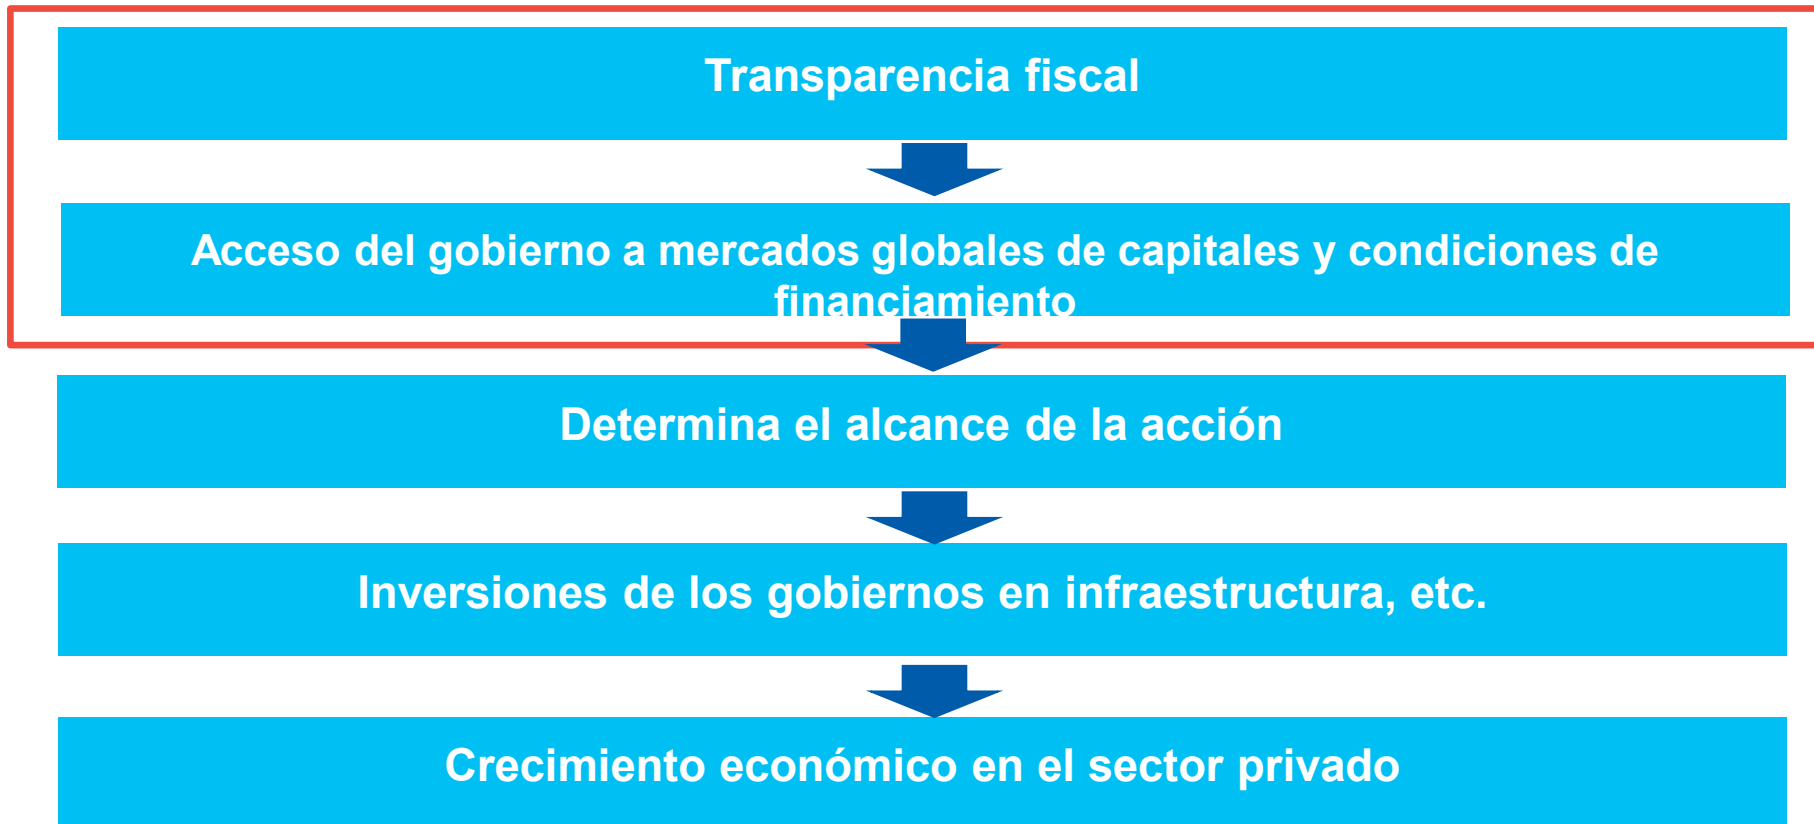 Transparencia fiscal
Acceso del gobierno a mercados globales de capitales y condiciones de
financiamiento
Determina el alcance de la acción
Inversiones de los gobiernos en infraestructura, etc.
Crecimiento económico en el sector privado